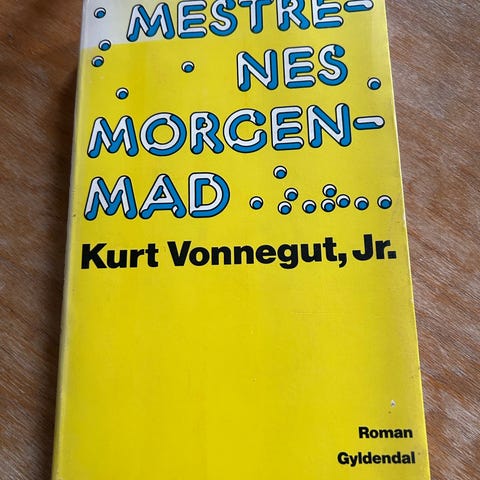 MESTRE-
NES
MORGEN-
MAD
Kurt Vonnegut, Jr.
Roman
Gyldendal